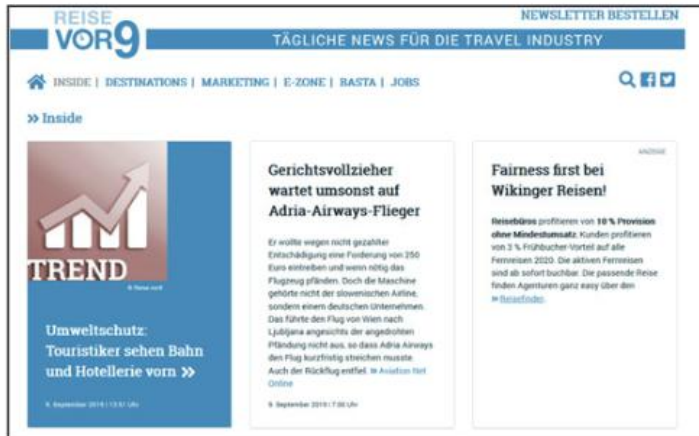 REISE
VOR9
NEWSLETTER BESTELLEN
TÄGLICHE NEWS FÜR DIE TRAVEL INDUSTRY
INSIDE | DESTINATIONS | MARKETING | E-ZONE | BASTA | JOBS
» Inside
TREND
© Reise vor9
Umweltschutz:
Touristiker sehen Bahn
und Hotellerie vorn »
9. September 2019 | 13:51 Uhr
Gerichtsvollzieher
wartet umsonst auf
Adria-Airways-Flieger
Er wollte wegen nicht gezahlter
Entschädigung eine Forderung von 250
Euro eintreiben und wenn nötig das
Flugzeug pfänden. Doch die Maschine
gehörte nicht der slowenischen Airline,
sondern einem deutschen Unternehmen.
Das führte den Flug von Wien nach
Ljubljana angesichts der angedrohten
Pfändung nicht aus, so dass Adria Airways
den Flug kurzfristig streichen musste.
Auch der Rückflug entfiel. » Aviation Net
Online
9. September 2019 | 7:00 Uhr
ANZEIGE
Fairness first bei
Wikinger Reisen!
Reisebüros profitieren von 10 % Provision
ohne Mindestumsatz. Kunden profitieren
von 3 % Frühbucher-Vorteil auf alle
Fernreisen 2020. Die aktiven Fernreisen
sind ab sofort buchbar. Die passende Reise
finden Agenturen ganz easy über den
» Reisefinder.